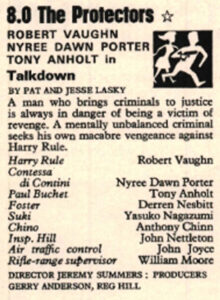 8.0 The Protectors ☆
ROBERT VAUGHN
NYREE DAWN PORTER
TONY ANHOLT in
Talkdown
BY PAT AND JESSE LASKY
A man who brings criminals to justice
is always in danger of being a victim of
revenge. A mentally unbalanced criminal
seeks his own macabre vengeance against
Harry Rule.
Harry Rule Robert Vaughn
Contessa
di Contini Nyree Dawn Porter
Paul Buchet Tony Anholt
Foster Derren Nesbitt
Suki Yasuko Nagazumi
Chino Anthony Chinn
Insp. Hill John Nettleton
Air traffic control John Joyce
Rifle-range supervisor William Moore
DIRECTOR JEREMY SUMMERS : PRODUCERS
GERRY ANDERSON, REG HILL